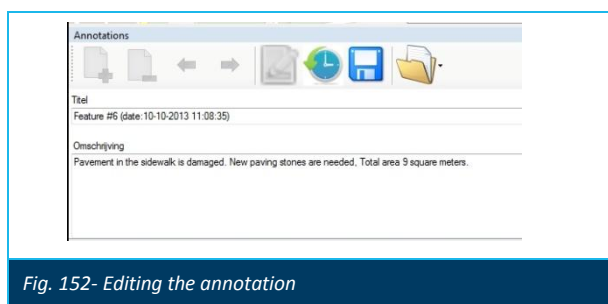 Annotations
Titel
Feature #6 (date:10-10-2013 11:08:35)
Omschrijving
Pavement in the sidewalk is damaged. New paving stones are needed, Total area 9 square meters.
Fig. 152- Editing the annotation